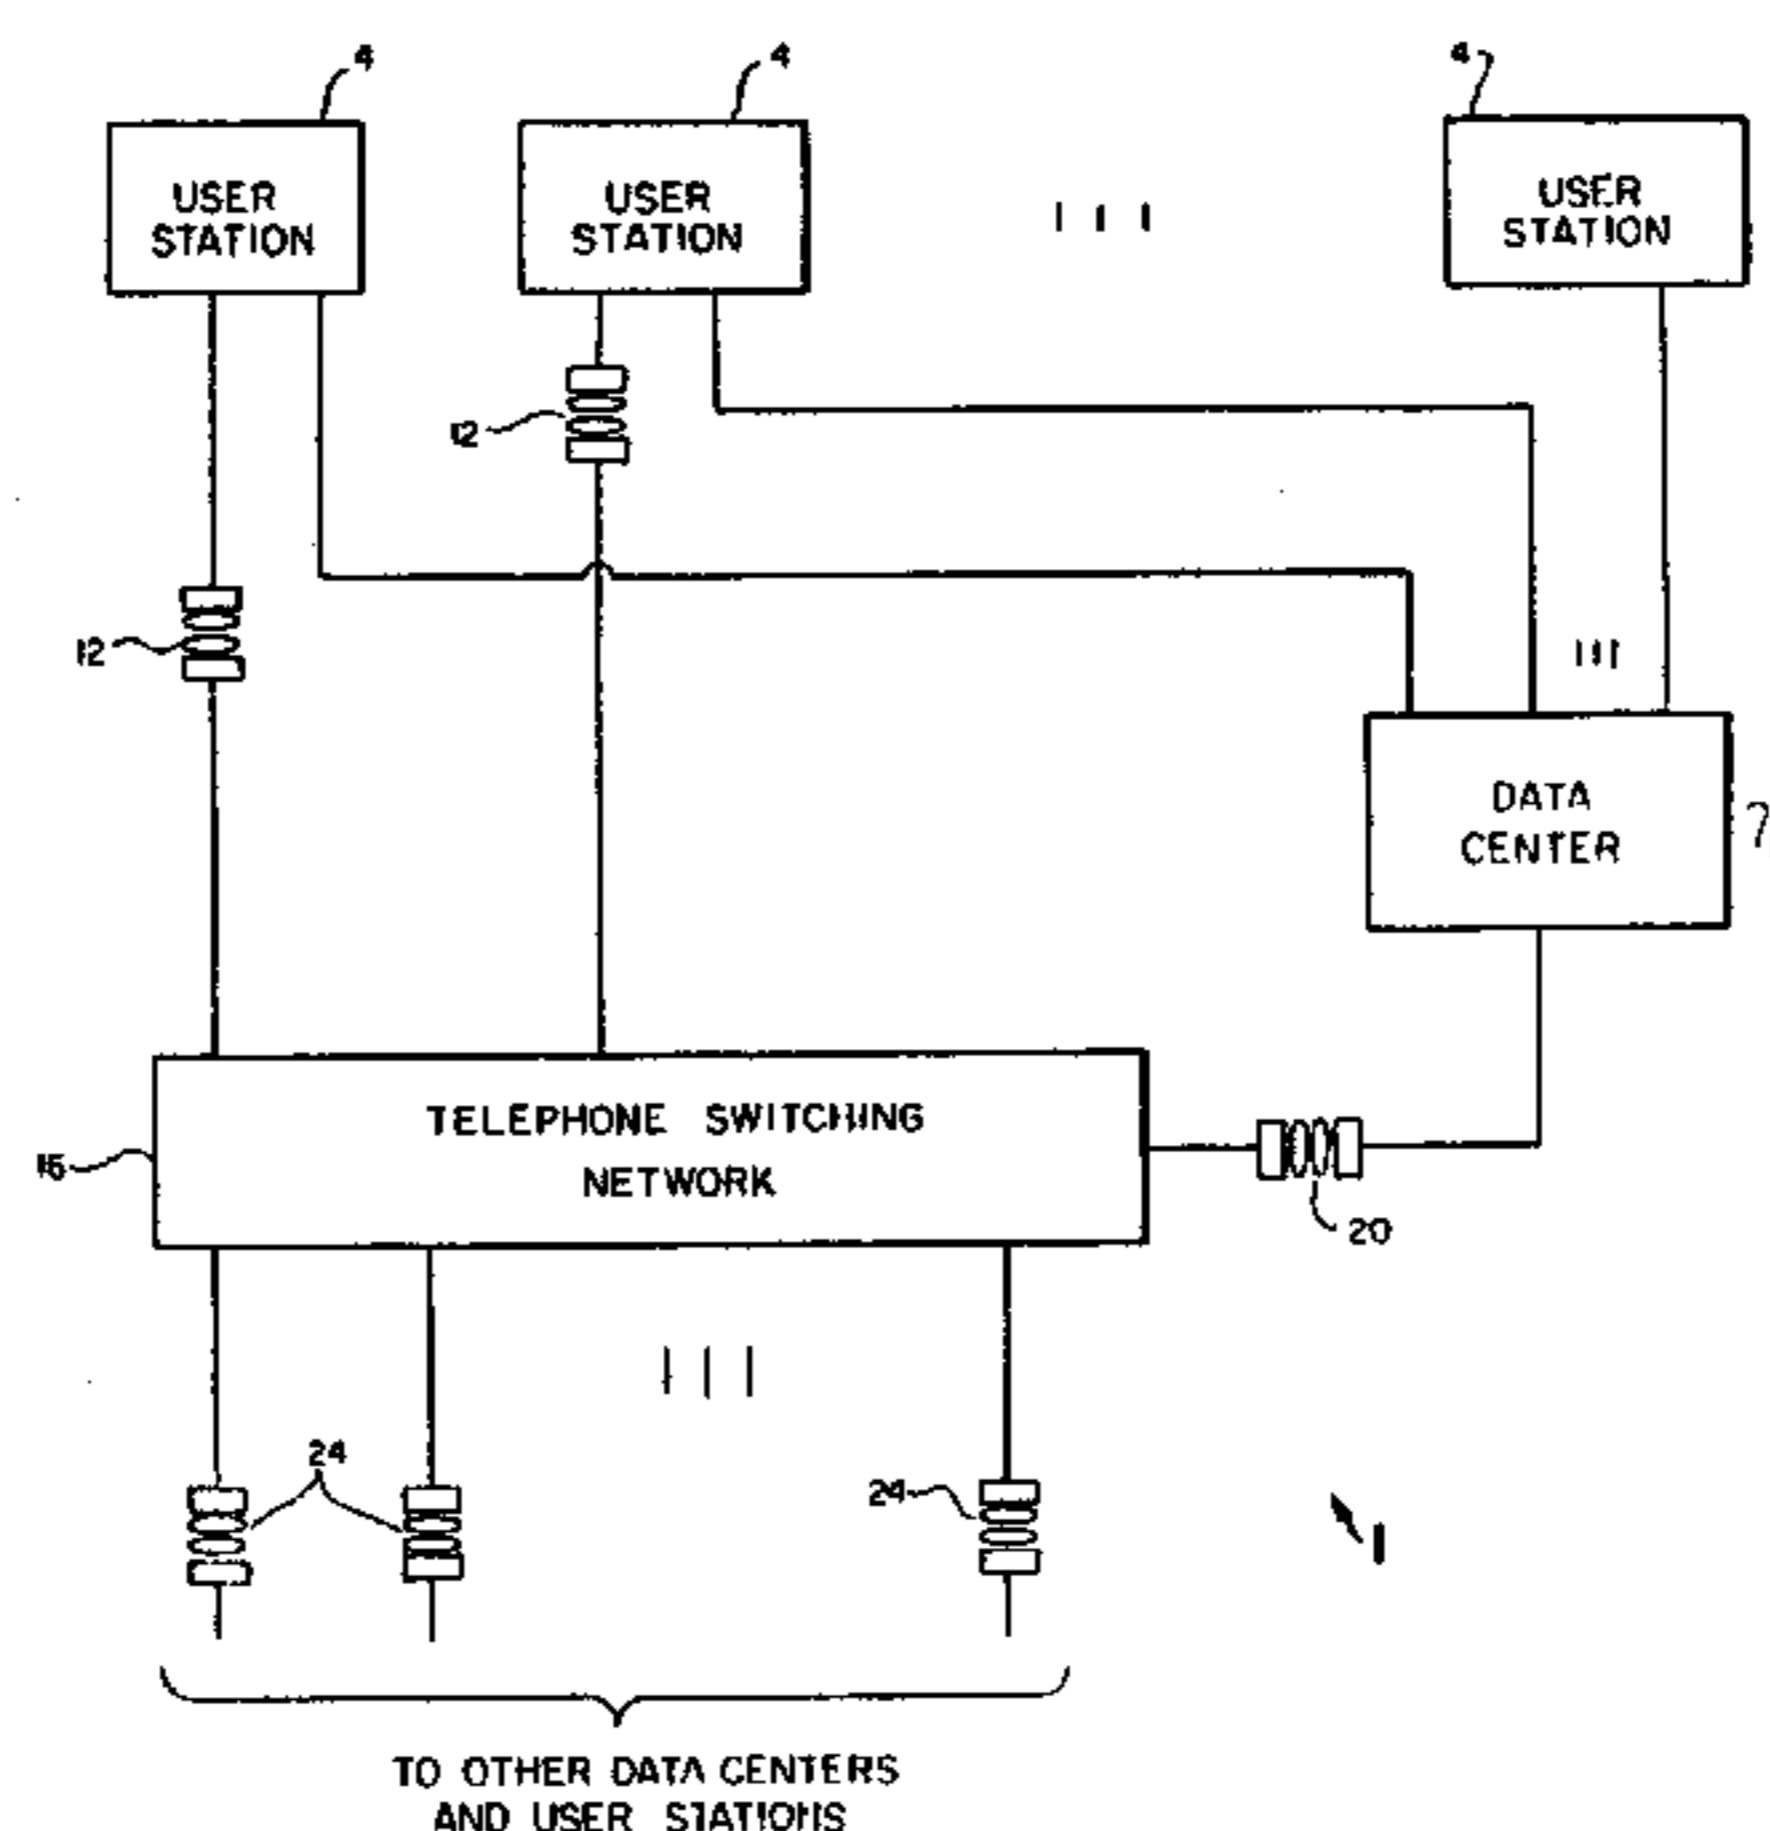 4
4
4
USER
STATION
USER
STATION
USER
STATION
12
12
DATA
CENTER
TELEPHONE SWITCHING
NETWORK
16
20
24
24
1
TO OTHER DATA CENTERS
AND USER STATIONS